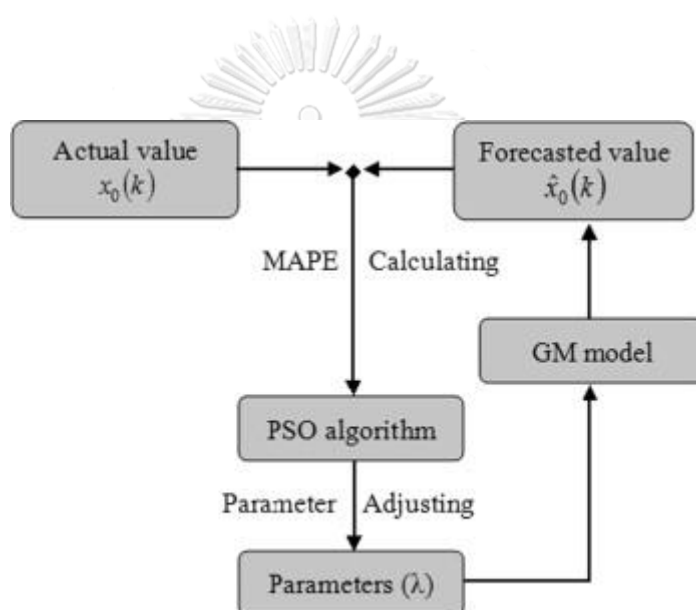 Actual value
x₀(k)
Forecasted value
x̂₀(k)
MAPE Calculating
GM model
PSO algorithm
Parameter Adjusting
Parameters (λ)